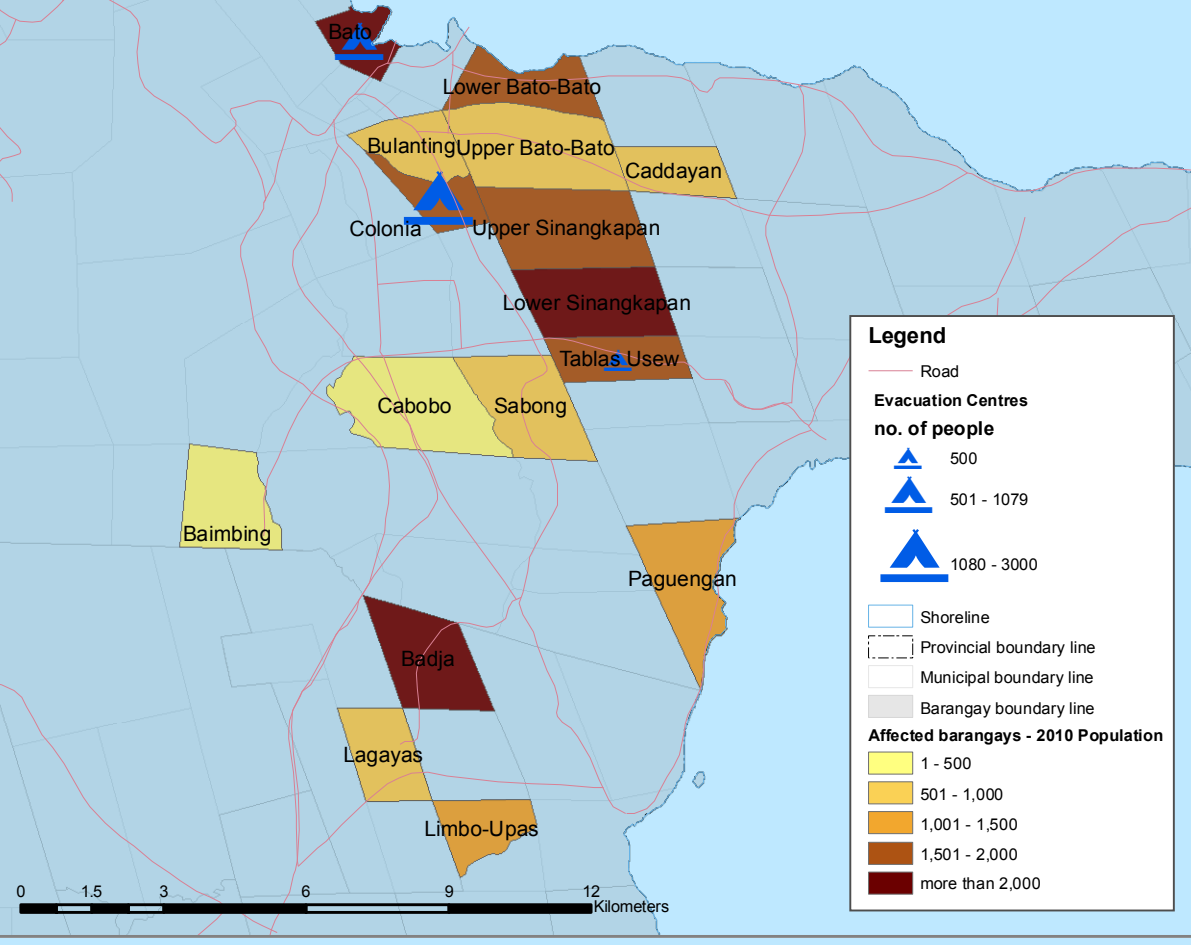 Bato
Lower Bato-Bato
Bulanting
Upper Bato-Bato
Caddayan
Colonia
Upper Sinangkapan
Lower Sinangkapan
Tablas Usew
Cabobo
Sabong
Baimbing
Paguengan
Badja
Lagayas
Limbo-Upas
Legend
Road
Evacuation Centres
no. of people
500
501 - 1079
1080 - 3000
Shoreline
Provincial boundary line
Municipal boundary line
Barangay boundary line
Affected barangays - 2010 Population
1 - 500
501 - 1,000
1,001 - 1,500
1,501 - 2,000
more than 2,000
0 1.5 3 6 9 12
Kilometers